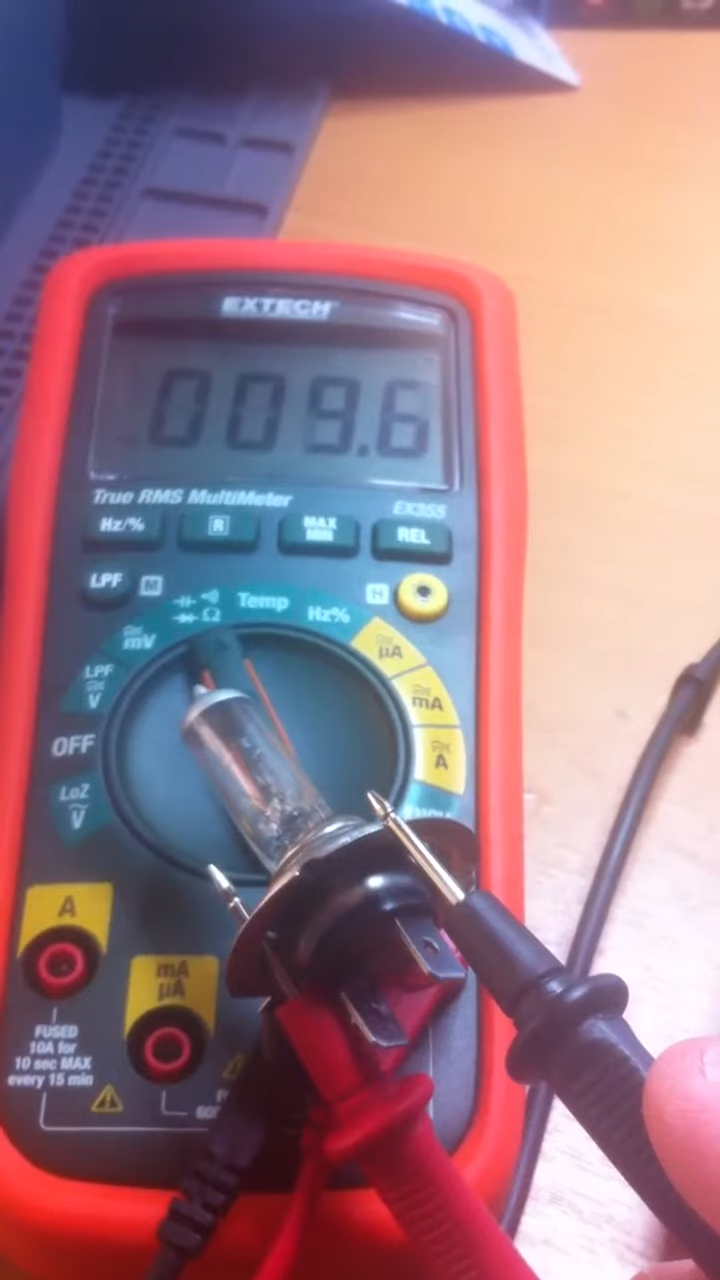 EXTECH
009.6
True RMS MultiMeter
EX355
Hz/%
R
MAX
MIN
REL
LPF
M
H
Ω
Temp
Hz%
mV
µA
LPF
V
mA
OFF
A
LoZ
V
A
mA
µA
FUSED
10A for
10 sec MAX
every 15 min